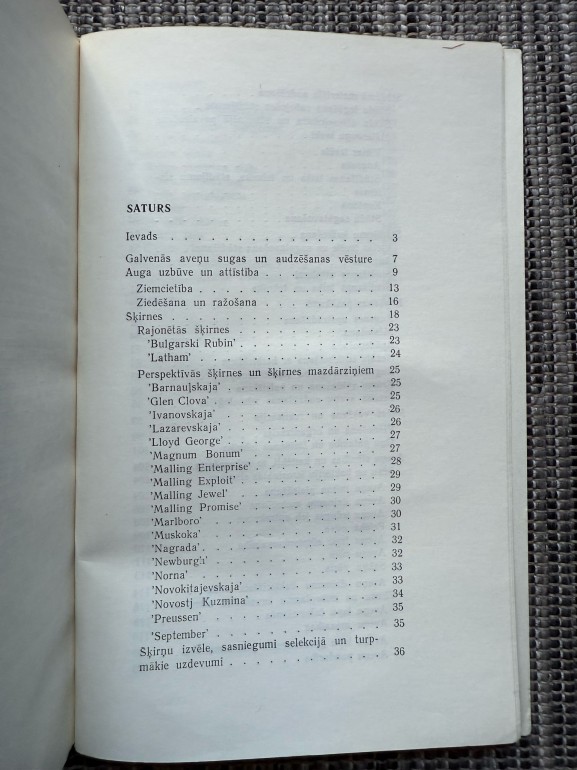 SATURS
Ievads . . . . . . . . . . . . . . . . 3
Galvenās aveņu sugas un audzēšanas vēsture 7
Auga uzbūve un attīstība . . . . . . . . . 9
Ziemcietība . . . . . . . . . . . . . . 13
Ziedēšana un ražošana . . . . . . . . . 16
Šķirnes . . . . . . . . . . . . . . . . 18
Rajonētās šķirnes . . . . . . . . . . . 23
'Bulgarski Rubin' . . . . . . . . . . . 23
'Latham' . . . . . . . . . . . . . . 24
Perspektīvās šķirnes un šķirnes mazdārziņiem 25
'Barnauļskaja' . . . . . . . . . . . . 25
'Glen Clova' . . . . . . . . . . . . . 25
'Ivanovskaja' . . . . . . . . . . . . 26
'Lazarevskaja' . . . . . . . . . . . . 26
'Lloyd George' . . . . . . . . . . . . 27
'Magnum Bonum' . . . . . . . . . . . 27
'Malling Enterprise' . . . . . . . . . . 28
'Malling Exploit' . . . . . . . . . . . 29
'Malling Jewel' . . . . . . . . . . . . 29
'Malling Promise' . . . . . . . . . . . 30
'Marlboro' . . . . . . . . . . . . . 30
'Muskoka' . . . . . . . . . . . . . 31
'Nagrada' . . . . . . . . . . . . . 32
'Newburgh' . . . . . . . . . . . . . 32
'Norna' . . . . . . . . . . . . . . 33
'Novokitajevskaja' . . . . . . . . . . 33
'Novostj Kuzmina' . . . . . . . . . . 34
'Preussen' . . . . . . . . . . . . . 35
'September' . . . . . . . . . . . . . 35
Šķirņu izvēle, sasniegumi selekcijā un turp-
mākie uzdevumi . . . . . . . . . . . . 36